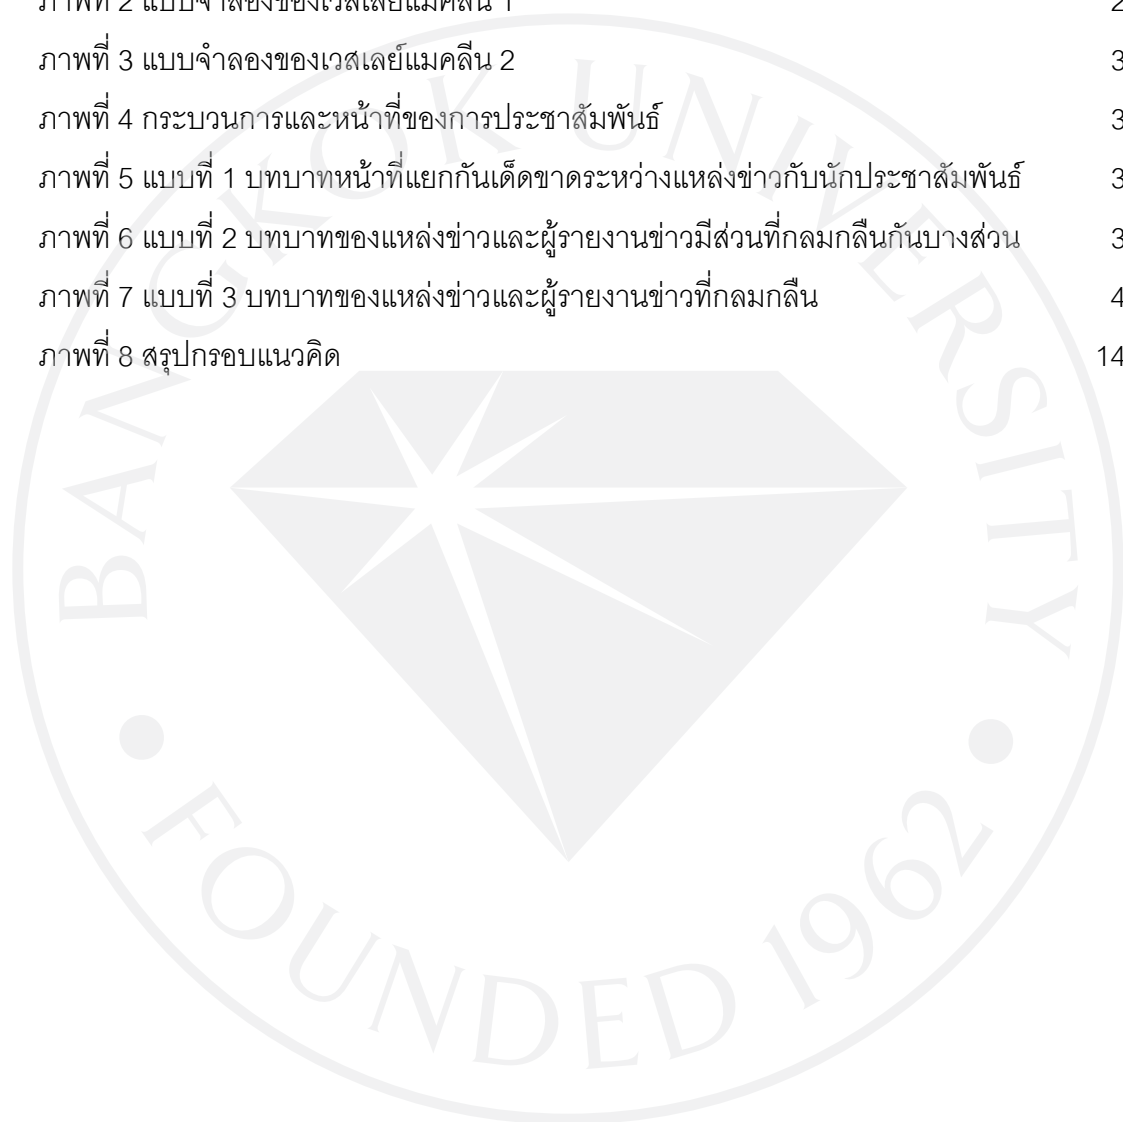 ภาพที่ 2 แบบจำลองของเวสเลย์แมคลีน 1 2
ภาพที่ 3 แบบจำลองของเวสเลย์แมคลีน 2 3
ภาพที่ 4 กระบวนการและหน้าที่ของการประชาสัมพันธ์ 3
ภาพที่ 5 แบบที่ 1 บทบาทหน้าที่แยกกันเด็ดขาดระหว่างแหล่งข่าวกับนักประชาสัมพันธ์ 3
ภาพที่ 6 แบบที่ 2 บทบาทของแหล่งข่าวและผู้รายงานข่าวมีส่วนที่กลมกลืนกันบางส่วน 3
ภาพที่ 7 แบบที่ 3 บทบาทของแหล่งข่าวและผู้รายงานข่าวที่กลมกลืน 4
ภาพที่ 8 สรุปกรอบแนวคิด 14
BANGKOK UNIVERSITY
FOUNDED 1962